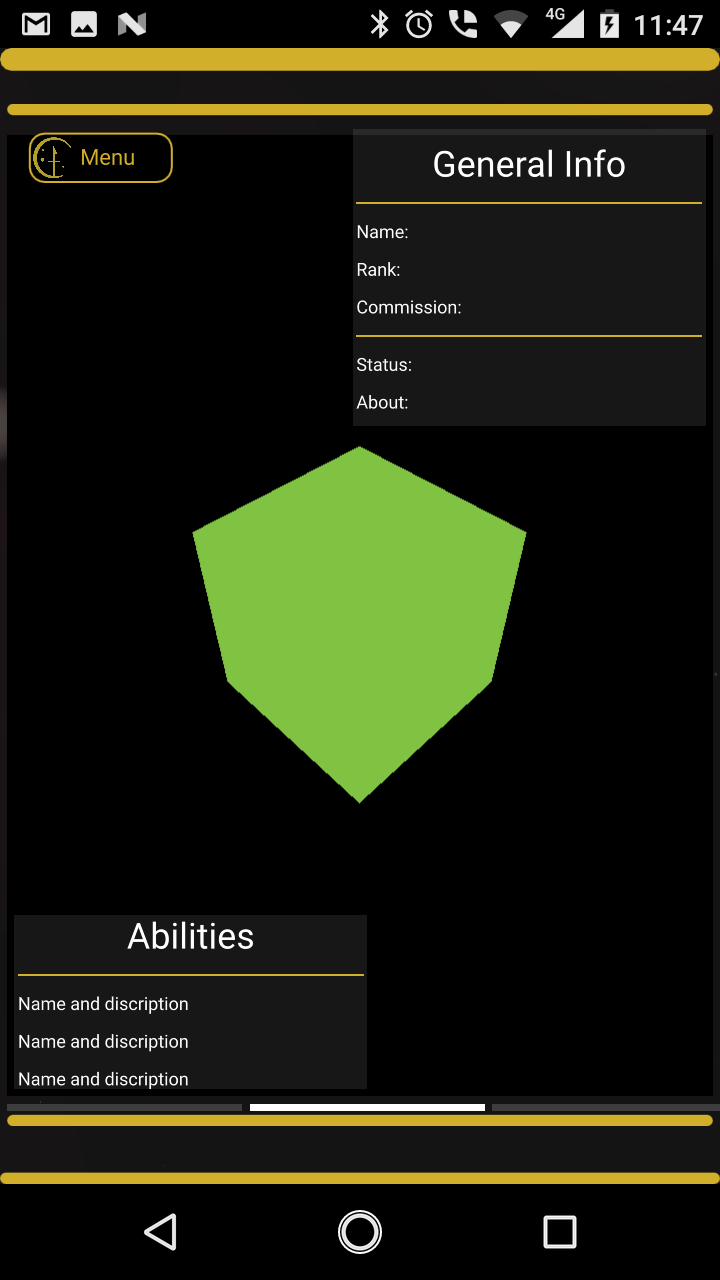 4G 11:47
Menu
General Info
Name:
Rank:
Commission:
Status:
About:
Abilities
Name and discription
Name and discription
Name and discription